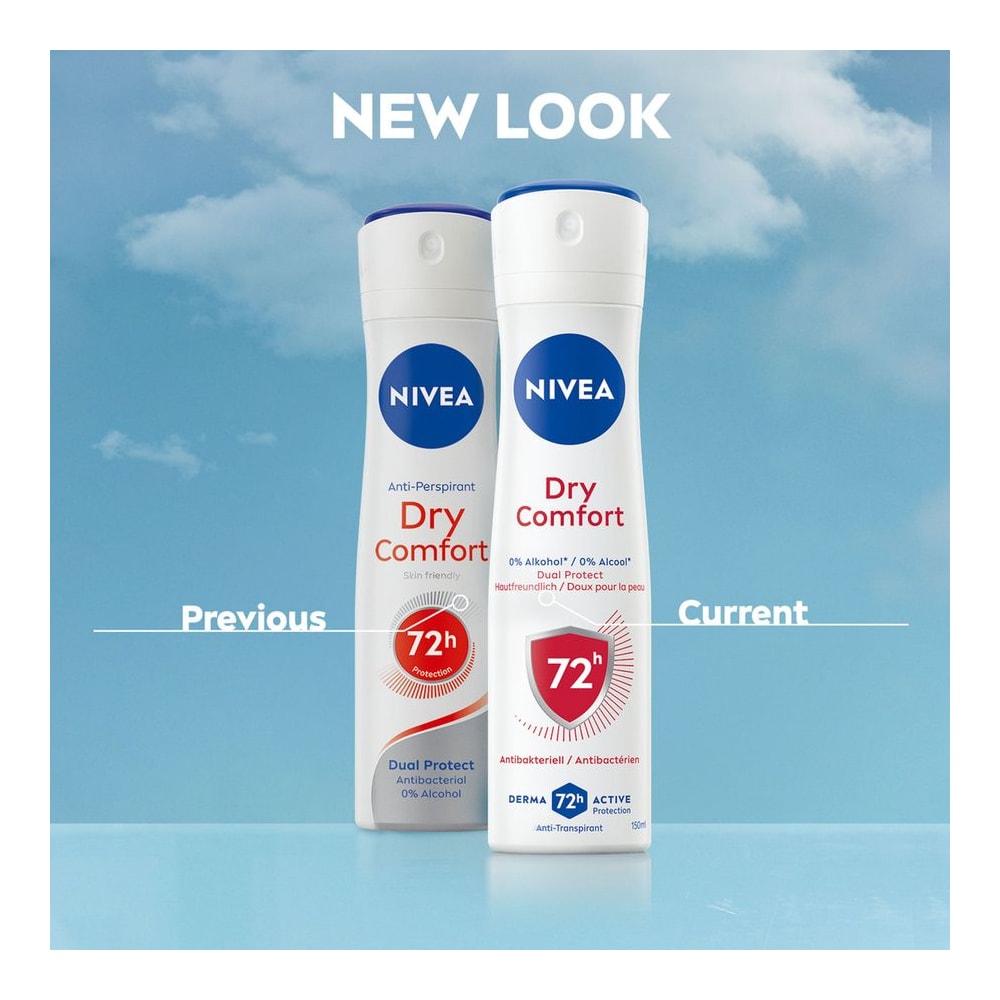 NEW LOOK
NIVEA
Anti-Perspirant
Dry
Comfort
Skin friendly
72h
Protection
Dual Protect
Antibacterial
0% Alcohol
Previous
NIVEA
Dry
Comfort
0% Alkohol* / 0% Alcool*
Dual Protect
Hautfreundlich / Doux pour la peau
72h
Antibakteriell / Antibactérien
DERMA 72h ACTIVE
Protection
Anti-Transpirant
150ml
Current